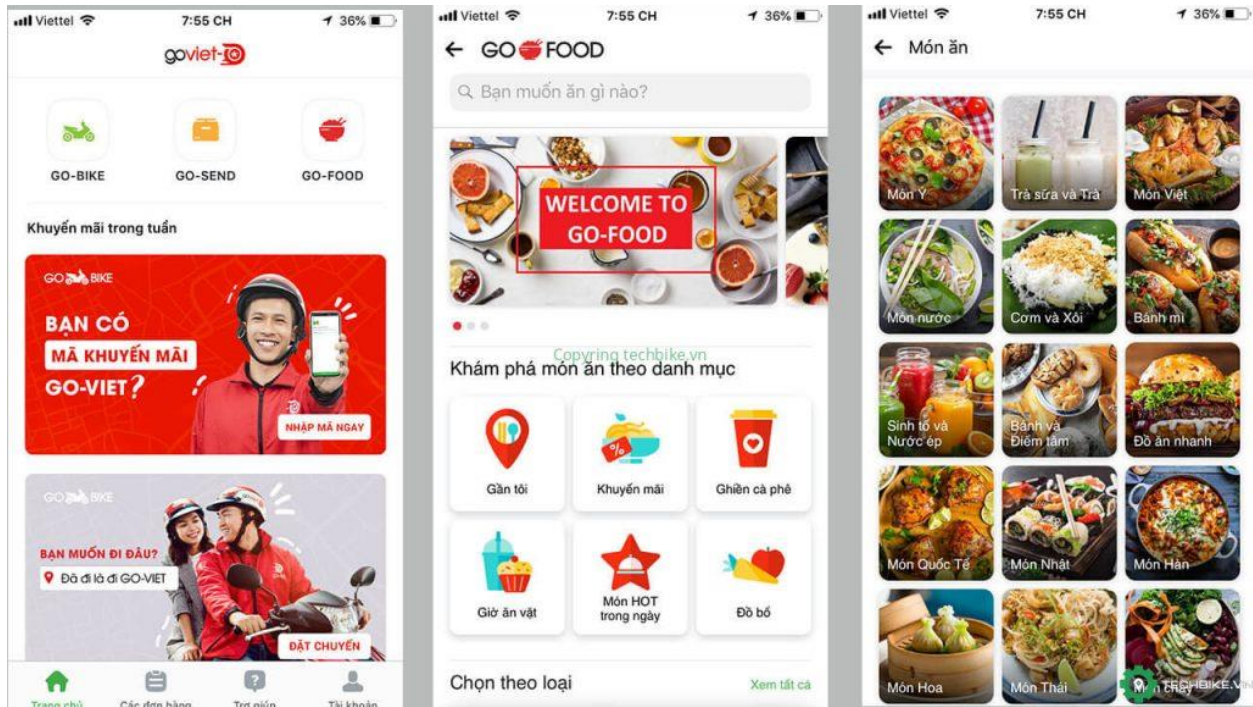 Viettel 7:55 CH 36%
goviet-
GO-BIKE GO-SEND GO-FOOD
Khuyến mãi trong tuần
GO BIKE
BẠN CÓ
MÃ KHUYẾN MÃI
GO-VIET?
NHẬP MÃ NGAY
GO BIKE
BẠN MUỐN ĐI ĐÂU?
Đã đi là đi GO-VIET
ĐẶT CHUYẾN
Trang chủ Các đơn hàng Trợ giúp Tài khoản
Viettel 7:55 CH 36%
GO FOOD
Bạn muốn ăn gì nào?
WELCOME TO
GO-FOOD
Copyring techbike.vn
Khám phá món ăn theo danh mục
Gần tôi Khuyến mãi Ghiền cà phê
Giờ ăn vặt Món HOT
trong ngày Đồ bổ
Chọn theo loại Xem tất cả
Viettel 7:55 CH 36%
Món ăn
Món Ý Trà sữa và Trà Món Việt
Món nước Cơm và Xôi Bánh mì
Sinh tố và
Nước ép
Bánh và
Điểm tâm
Đồ ăn nhanh
Món Quốc Tế Món Nhật Món Hàn
Món Hoa Món Thái Món chay
TECHBIKE.VN